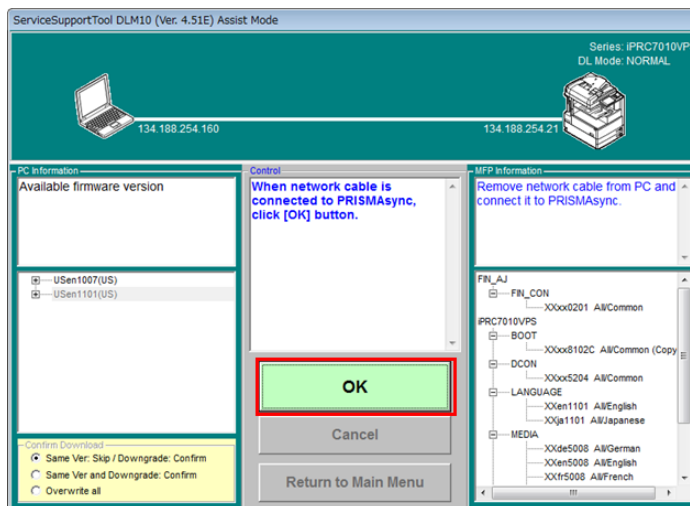 ServiceSupportTool DLM10 (Ver. 4.51E) Assist Mode
Series: iPRC7010VP
DL Mode: NORMAL
134.188.254.160
134.188.254.21
PC Information
Available firmware version
USen1007(US)
USen1101(US)
Confirm Download
Same Ver: Skip / Downgrade: Confirm
Same Ver and Downgrade: Confirm
Overwrite all
Control
When network cable is
connected to PRISMAsync,
click [OK] button.
OK
Cancel
Return to Main Menu
MFP Information
Remove network cable from PC and
connect it to PRISMAsync.
FIN_AJ
FIN_CON
XXxx0201 All/Common
iPRC7010VPS
BOOT
XXxx8102C All/Common (Copy
DCON
XXxx5204 All/Common
LANGUAGE
XXen1101 All/English
XXja1101 All/Japanese
MEDIA
XXde5008 All/German
XXen5008 All/English
XXfr5008 All/French